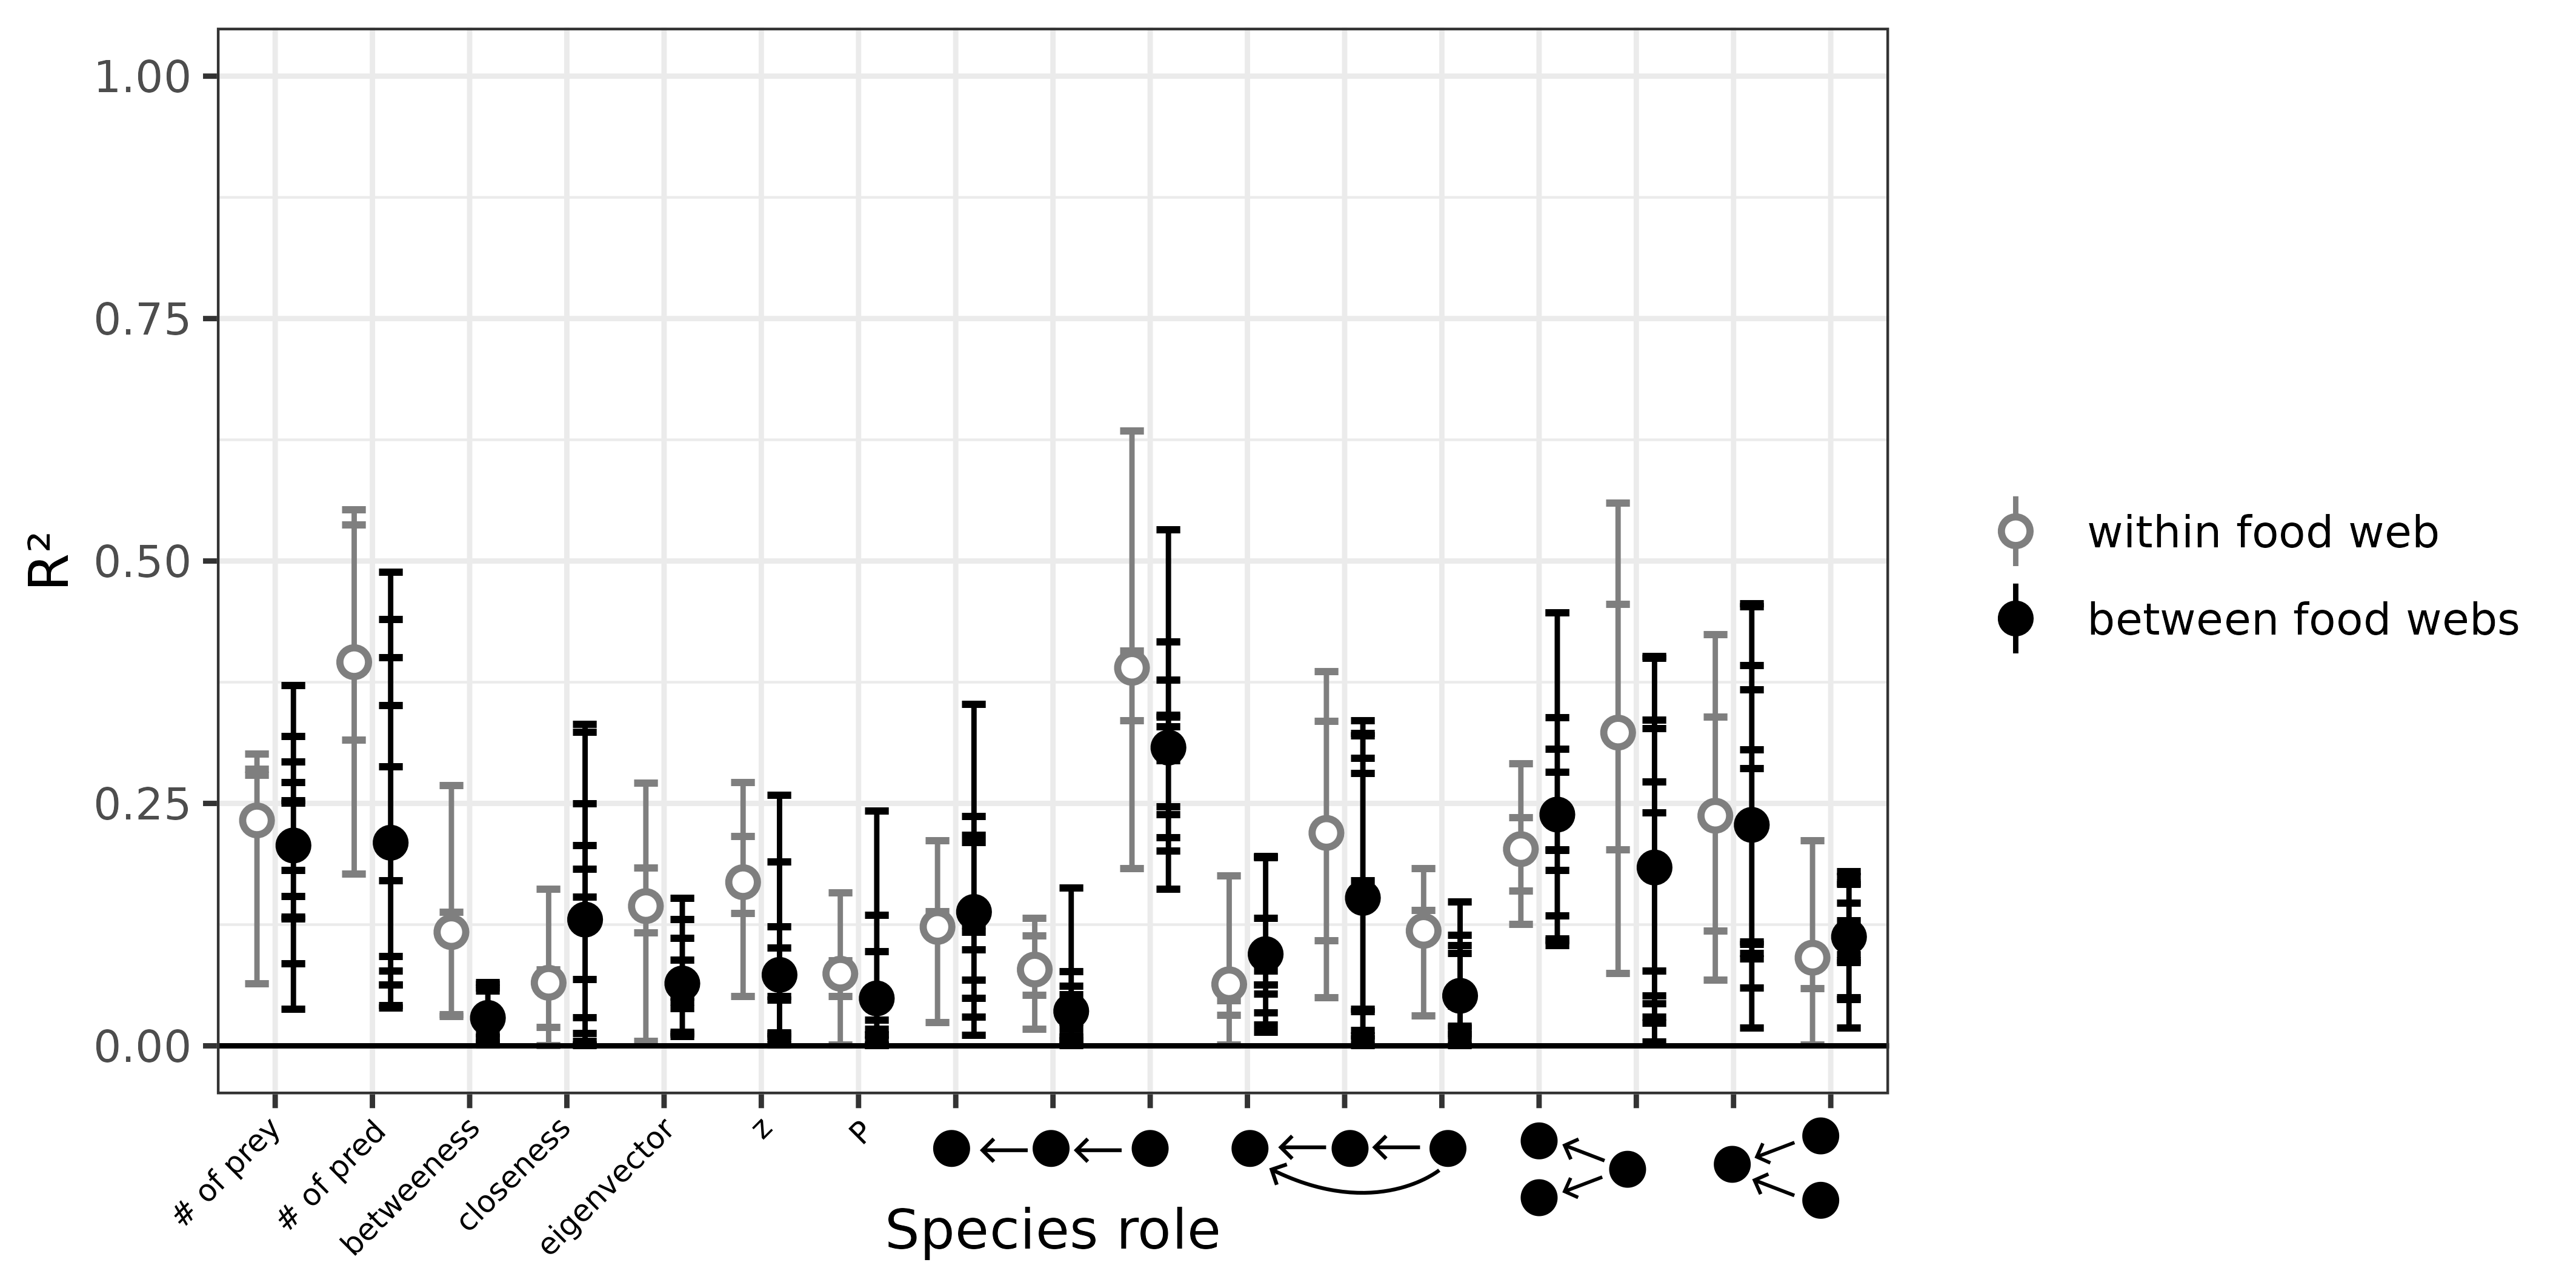 R²
1.00
0.75
0.50
0.25
0.00
# of prey
# of pred
betweeness
closeness
eigenvector
z
P
Species role
within food web
between food webs